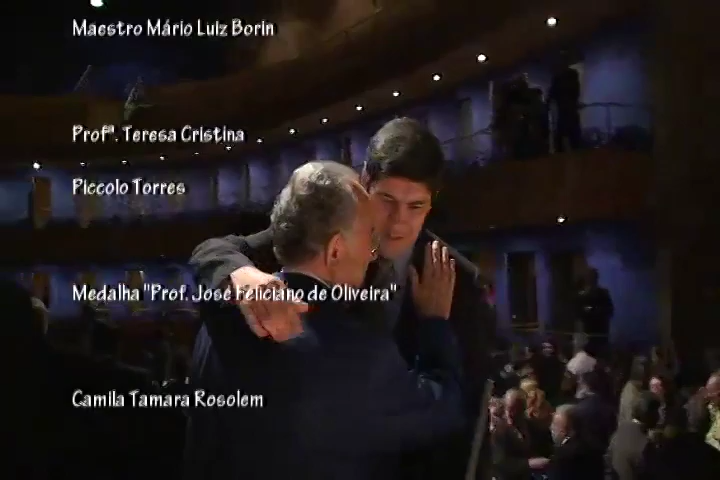 Maestro Mário Luiz Borin
Profª. Teresa Cristina
Piccolo Torres
Medalha "Prof. José Feliciano de Oliveira"
Camila Tamara Rosolem